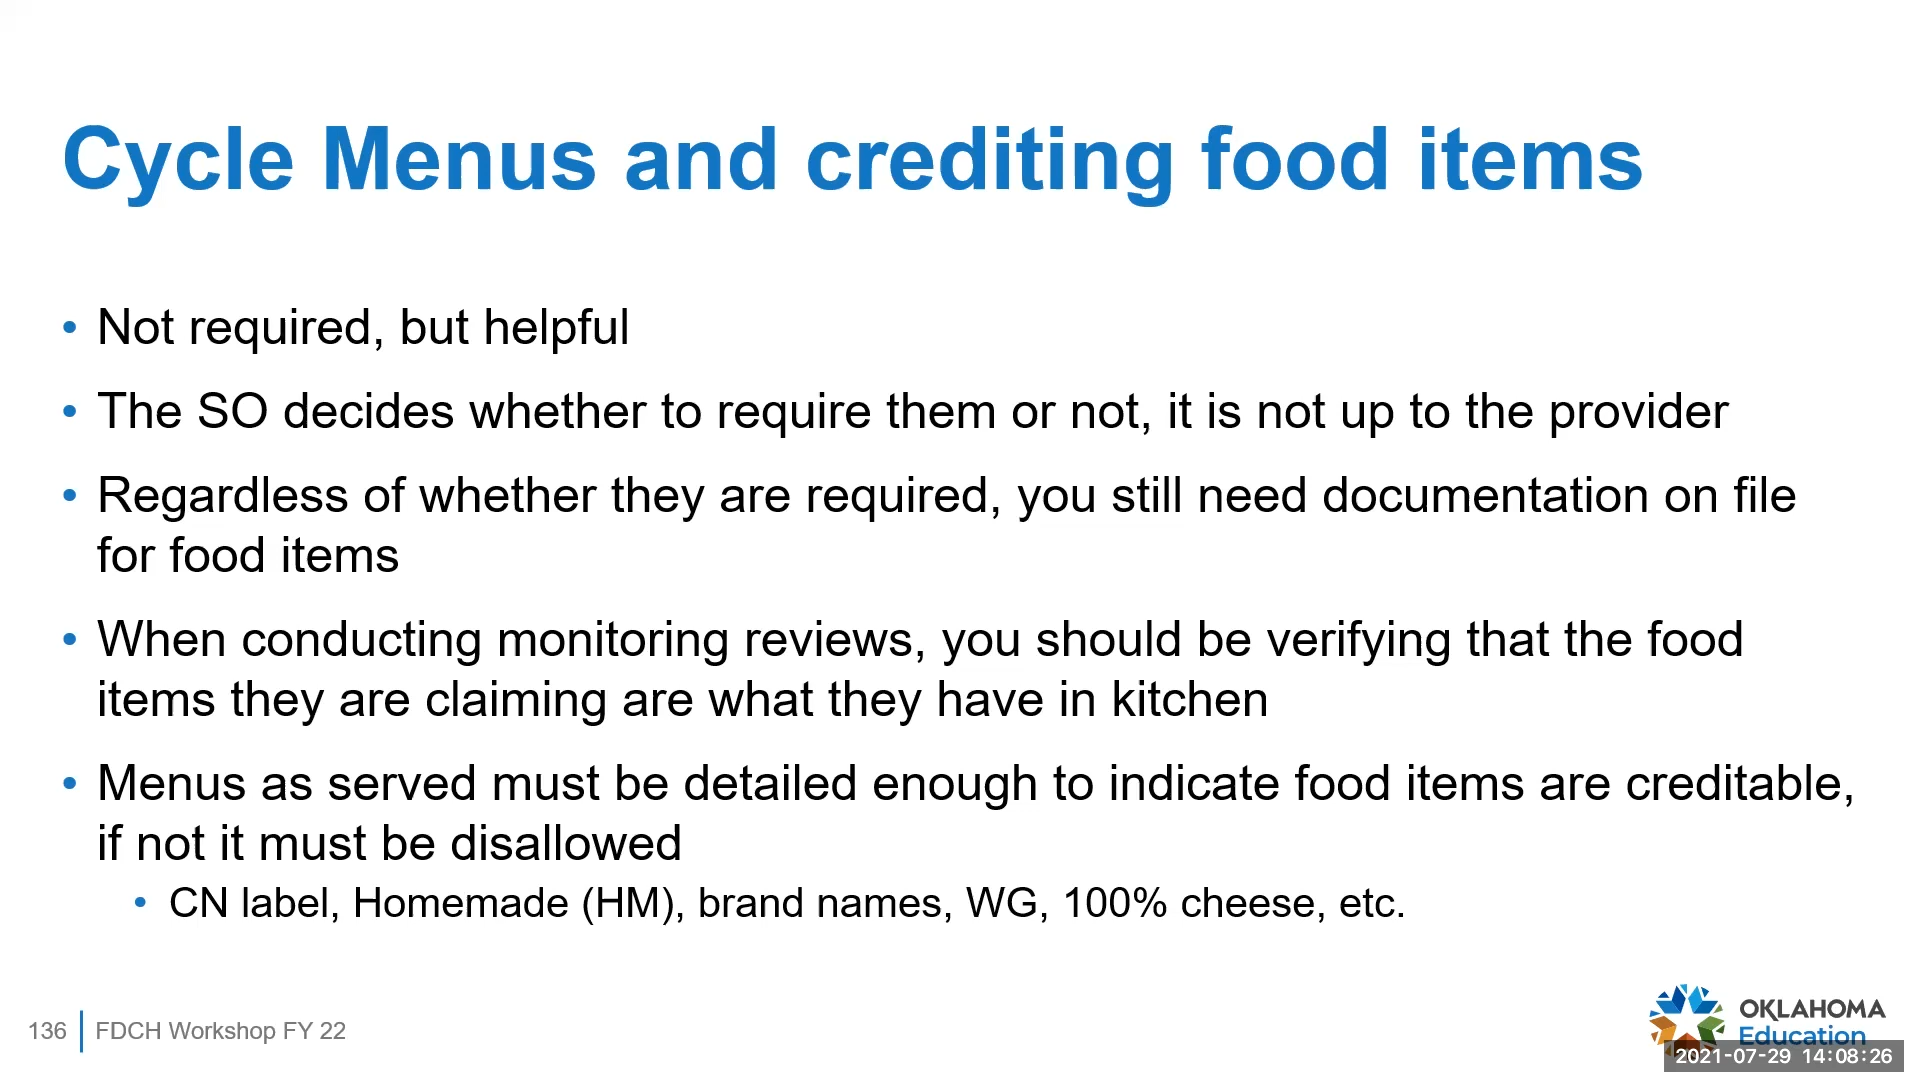 Cycle Menus and crediting food items
• Not required, but helpful
• The SO decides whether to require them or not, it is not up to the provider
• Regardless of whether they are required, you still need documentation on file
for food items
• When conducting monitoring reviews, you should be verifying that the food
items they are claiming are what they have in kitchen
• Menus as served must be detailed enough to indicate food items are creditable,
if not it must be disallowed
• CN label, Homemade (HM), brand names, WG, 100% cheese, etc.
136 FDCH Workshop FY 22
OKLAHOMA
Education
2021-07-29 14:08:26